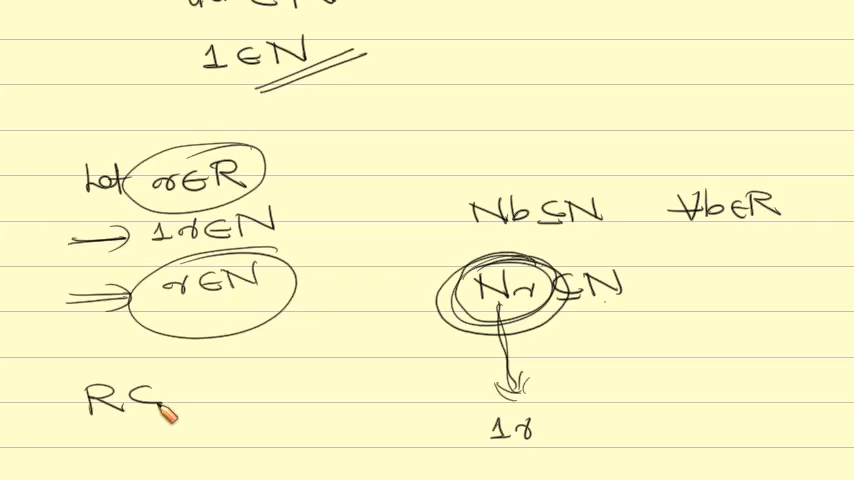 1 ∈ N
Let r ∈ R
→ 1r ∈ N
⇒ r ∈ N
R ⊂
Nb ⊆ N ∀b ∈ R
Nr ⊆ N
1r